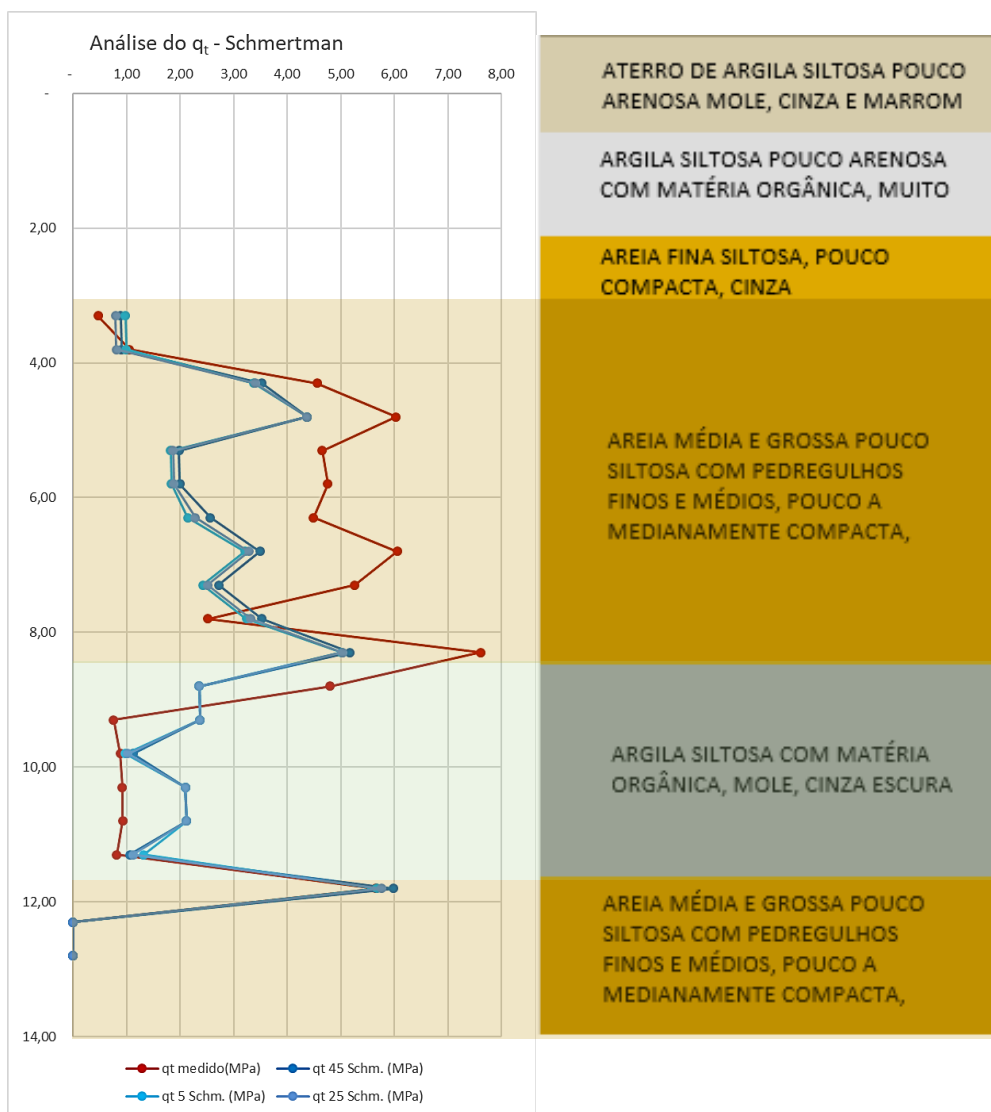 Análise do qt - Schmertman
- 1,00 2,00 3,00 4,00 5,00 6,00 7,00 8,00
-
2,00
4,00
6,00
8,00
10,00
12,00
14,00
qt medido(MPa) qt 45 Schm. (MPa)
qt 5 Schm. (MPa) qt 25 Schm. (MPa)
ATERRO DE ARGILA SILTOSA POUCO
ARENOSA MOLE, CINZA E MARROM
ARGILA SILTOSA POUCO ARENOSA
COM MATÉRIA ORGÂNICA, MUITO
AREIA FINA SILTOSA, POUCO
COMPACTA, CINZA
AREIA MÉDIA E GROSSA POUCO
SILTOSA COM PEDREGULHOS
FINOS E MÉDIOS, POUCO A
MEDIANAMENTE COMPACTA,
ARGILA SILTOSA COM MATÉRIA
ORGÂNICA, MOLE, CINZA ESCURA
AREIA MÉDIA E GROSSA POUCO
SILTOSA COM PEDREGULHOS
FINOS E MÉDIOS, POUCO A
MEDIANAMENTE COMPACTA,